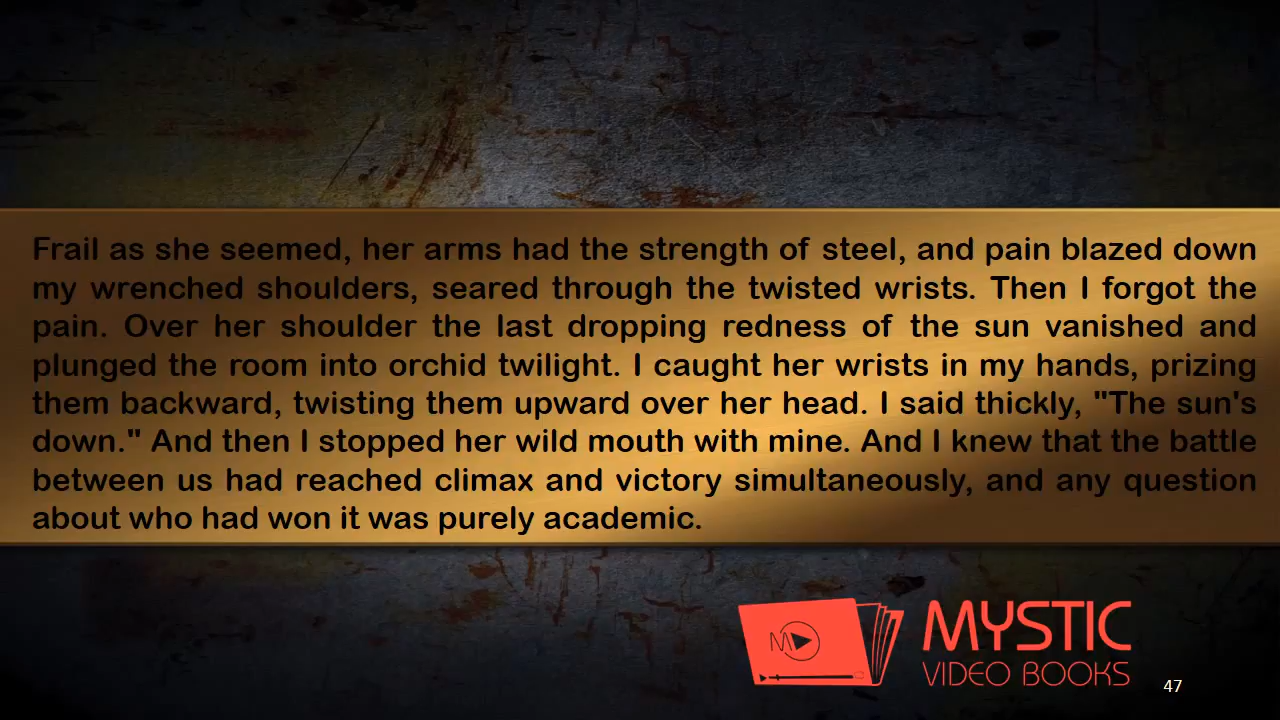 Frail as she seemed, her arms had the strength of steel, and pain blazed down
my wrenched shoulders, seared through the twisted wrists. Then I forgot the
pain. Over her shoulder the last dropping redness of the sun vanished and
plunged the room into orchid twilight. I caught her wrists in my hands, prizing
them backward, twisting them upward over her head. I said thickly, "The sun's
down." And then I stopped her wild mouth with mine. And I knew that the battle
between us had reached climax and victory simultaneously, and any question
about who had won it was purely academic.
MYSTIC
VIDEO BOOKS
47